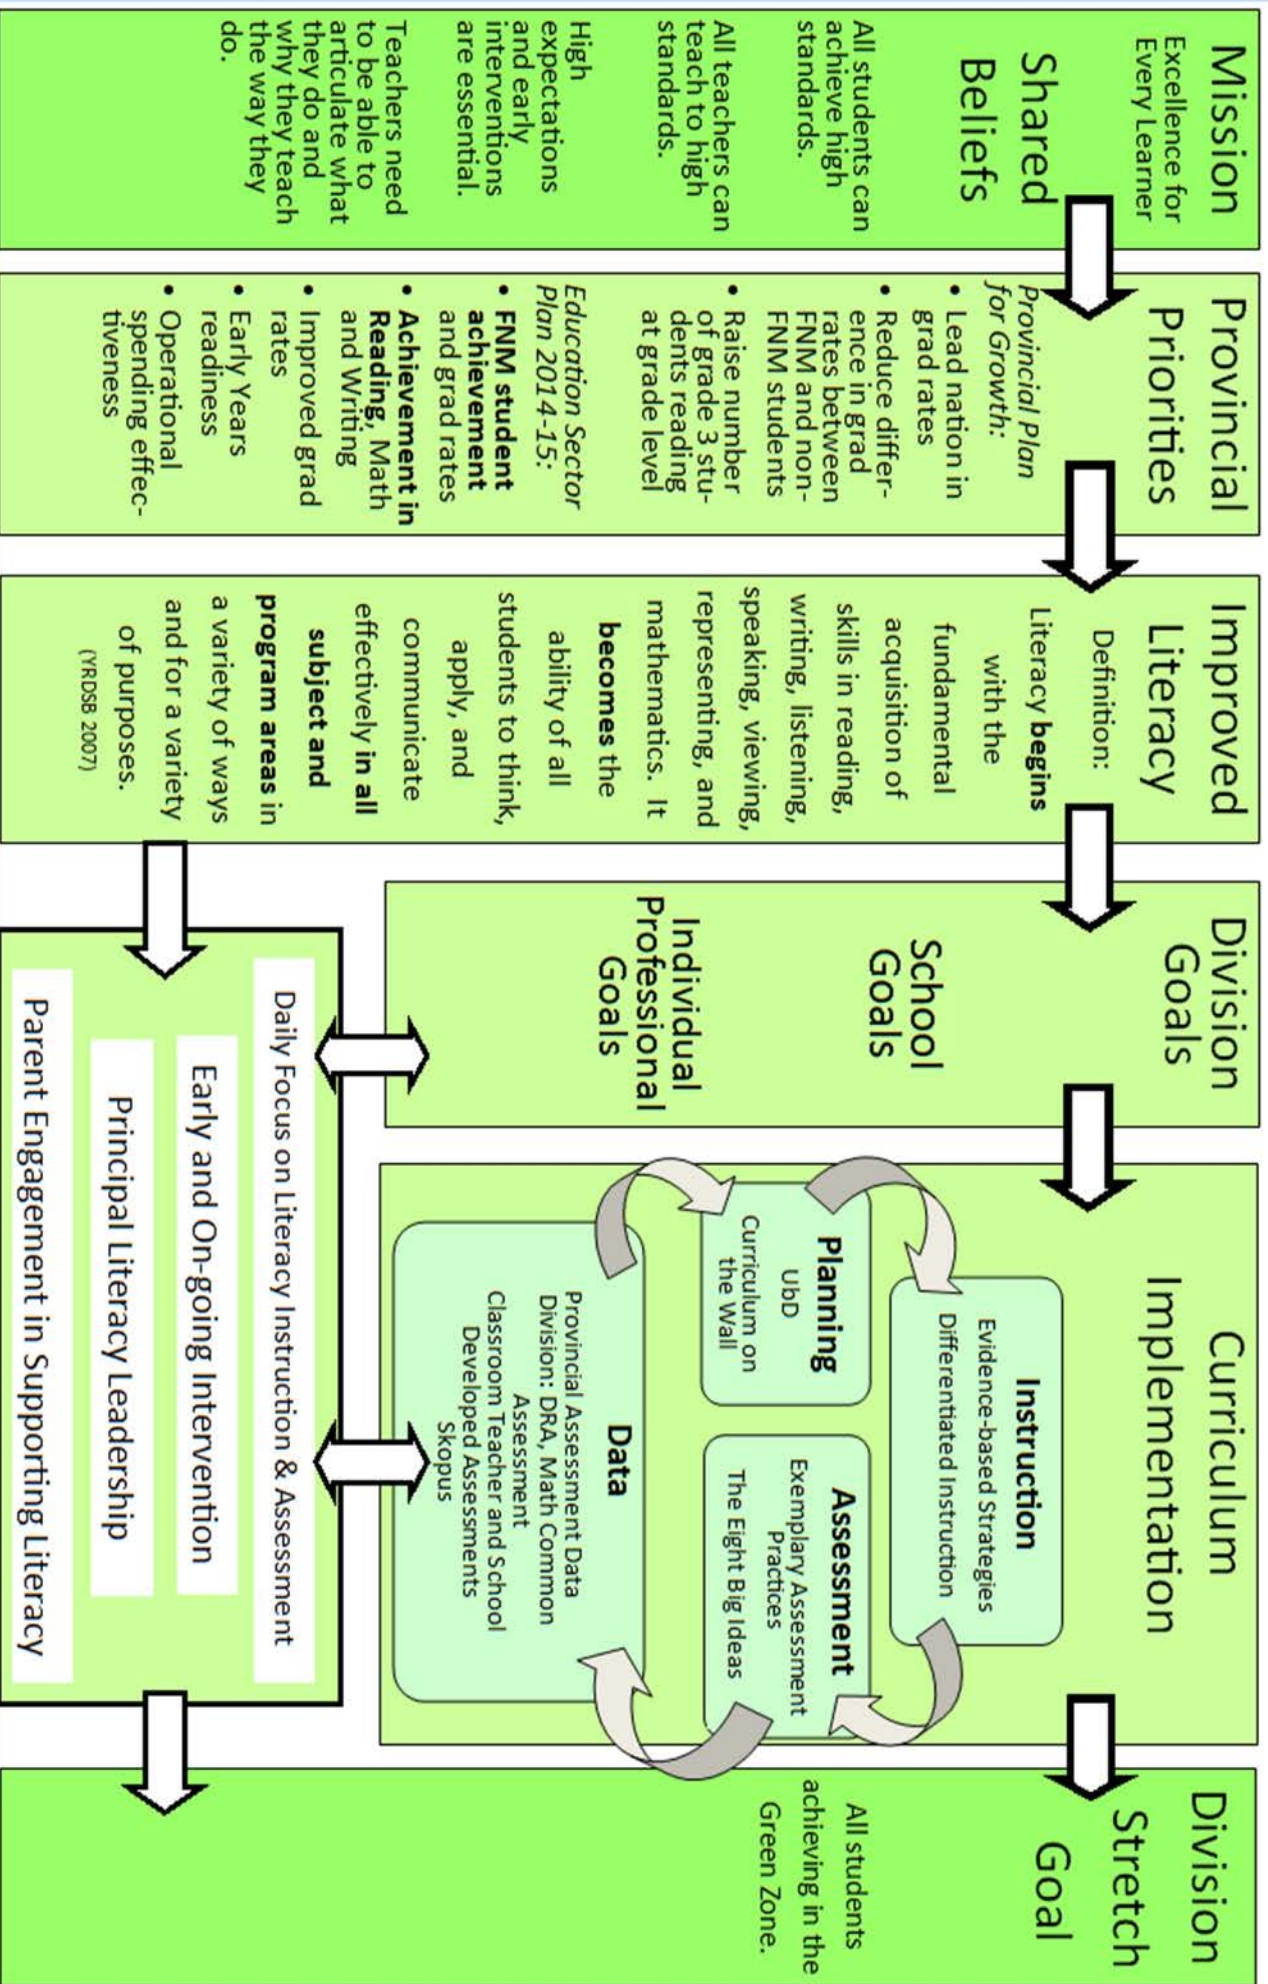 Mission
Excellence for
Every Learner
Shared
Beliefs
All students can
achieve high
standards.
All teachers can
teach to high
standards.
High
expectations
and early
interventions
are essential.
Teachers need
to be able to
articulate what
they do and
why they teach
the way they
do.
Provincial
Priorities
Provincial Plan
for Growth:
• Lead nation in
grad rates
• Reduce differ-
ence in grad
rates between
FNM and non-
FNM students
• Raise number
of grade 3 stu-
dents reading
at grade level
Education Sector
Plan 2014-15:
• FNM student
achievement
and grad rates
• Achievement in
Reading, Math
and Writing
• Improved grad
rates
• Early Years
readiness
• Operational
spending effec-
tiveness
Improved
Literacy
Definition:
Literacy begins
with the
fundamental
acquisition of
skills in reading,
writing, listening,
speaking, viewing,
representing, and
mathematics. It
becomes the
ability of all
students to think,
apply, and
communicate
effectively in all
subject and
program areas in
a variety of ways
and for a variety
of purposes.
(YRDSB 2007)
Division
Goals
School
Goals
Individual
Professional
Goals
Curriculum
Implementation
Instruction
Evidence-based Strategies
Differentiated Instruction
Planning
UbD
Curriculum on
the Wall
Assessment
Exemplary Assessment
Practices
The Eight Big Ideas
Data
Provincial Assessment Data
Division: DRA, Math Common
Assessment
Classroom Teacher and School
Developed Assessments
Skopus
Daily Focus on Literacy Instruction & Assessment
Early and On-going Intervention
Principal Literacy Leadership
Parent Engagement in Supporting Literacy
Division
Stretch
Goal
All students
achieving in the
Green Zone.